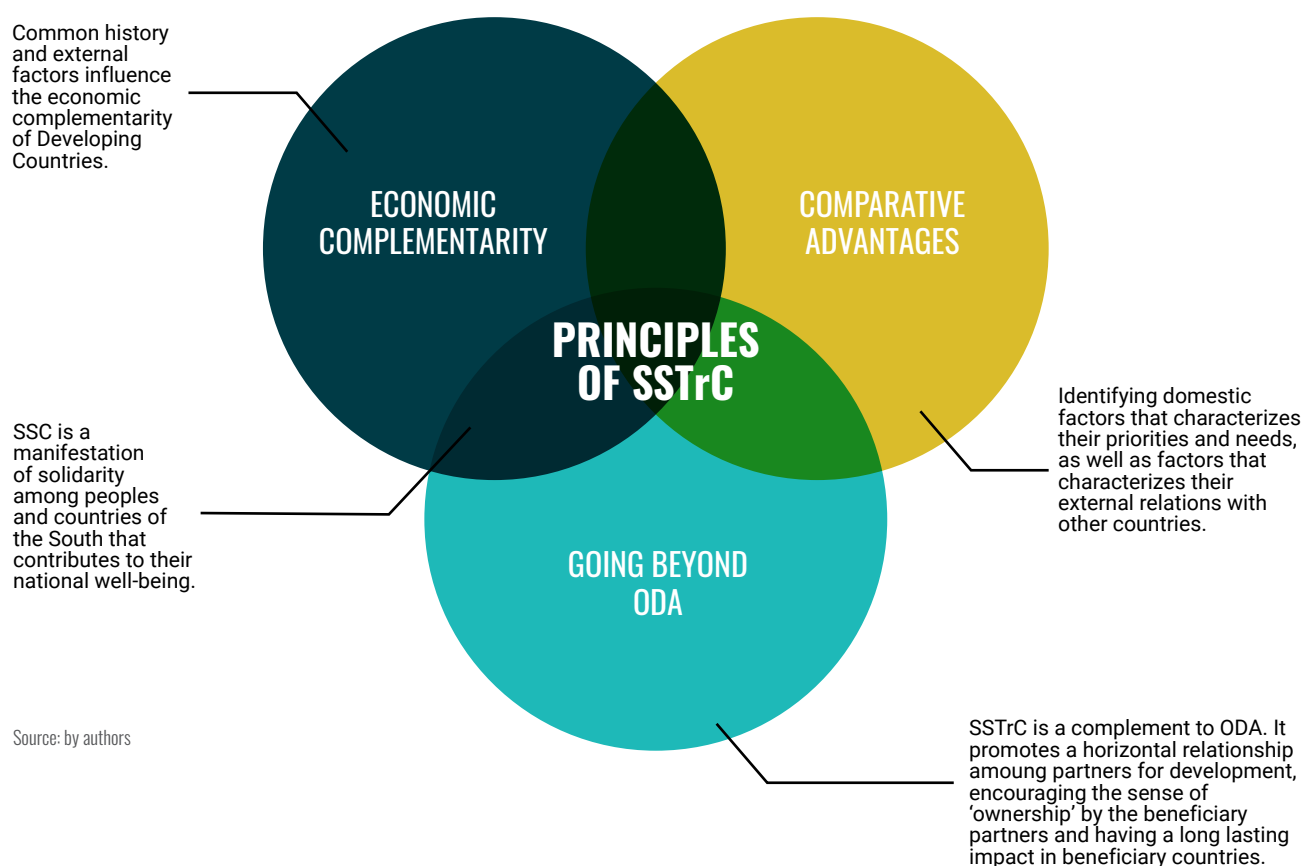 Common history
and external
factors influence
the economic
complementarity
of Developing
Countries.
ECONOMIC
COMPLEMENTARITY
COMPARATIVE
ADVANTAGES
PRINCIPLES
OF SSTrC
SSC is a
manifestation
of solidarity
among peoples
and countries of
the South that
contributes to their
national well-being.
Identifying domestic
factors that characterizes
their priorities and needs,
as well as factors that
characterizes their
external relations with
other countries.
GOING BEYOND
ODA
Source: by authors
SSTrC is a complement to ODA. It
promotes a horizontal relationship
amoung partners for development,
encouraging the sense of
‘ownership’ by the beneficiary
partners and having a long lasting
impact in beneficiary countries.